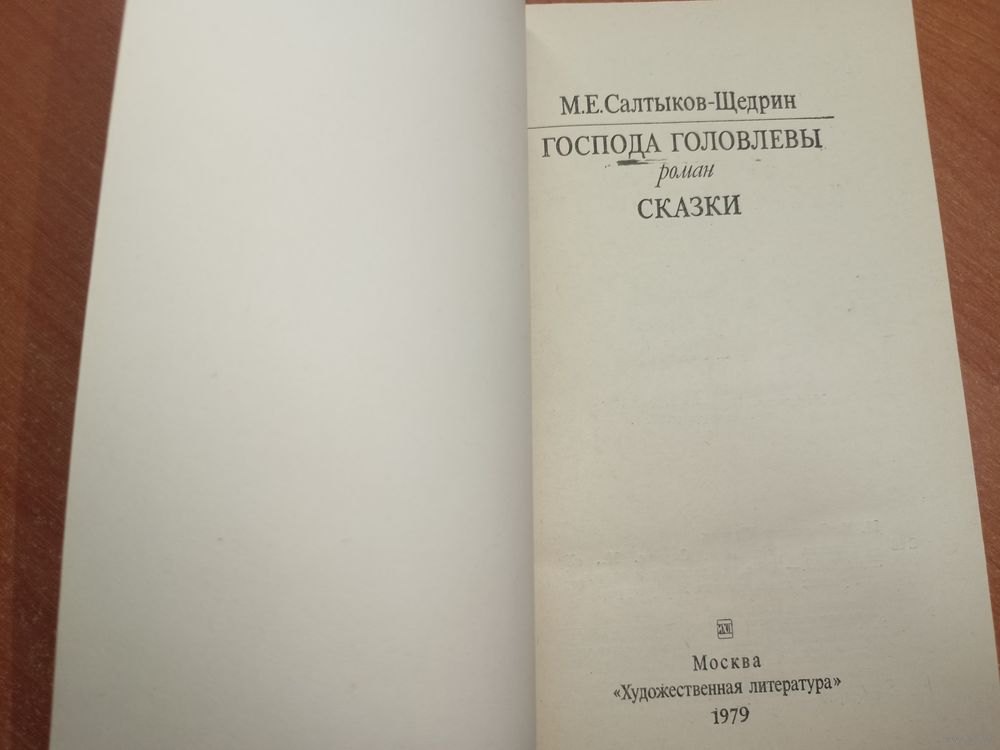 М.Е.Салтыков-Щедрин
ГОСПОДА ГОЛОВЛЕВЫ
роман
СКАЗКИ
Москва
«Художественная литература»
1979